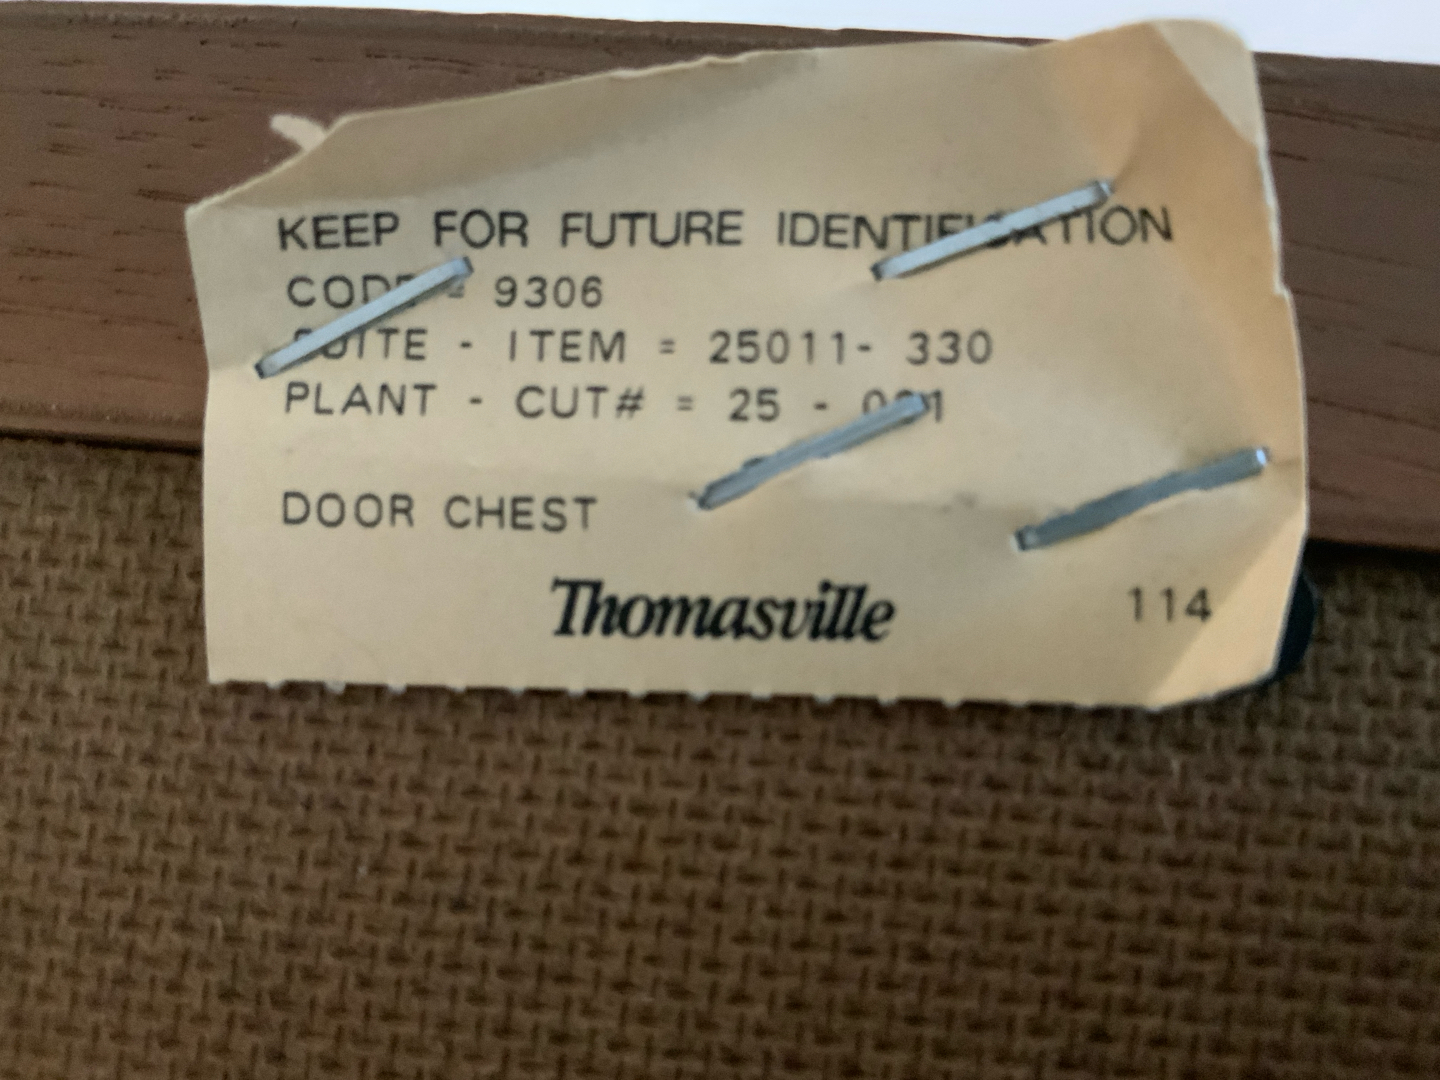 KEEP FOR FUTURE IDENTIFICATION
CODE = 9306
SUITE - ITEM = 25011- 330
PLANT - CUT# = 25 -
DOOR CHEST
Thomasville 114